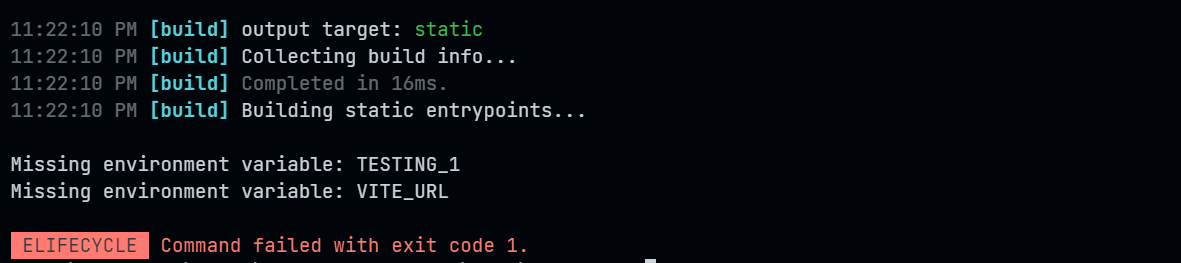 11:22:10 PM [build] output target: static
11:22:10 PM [build] Collecting build info...
11:22:10 PM [build] Completed in 16ms.
11:22:10 PM [build] Building static entrypoints...
Missing environment variable: TESTING_1
Missing environment variable: VITE_URL
ELIFECYCLE Command failed with exit code 1.